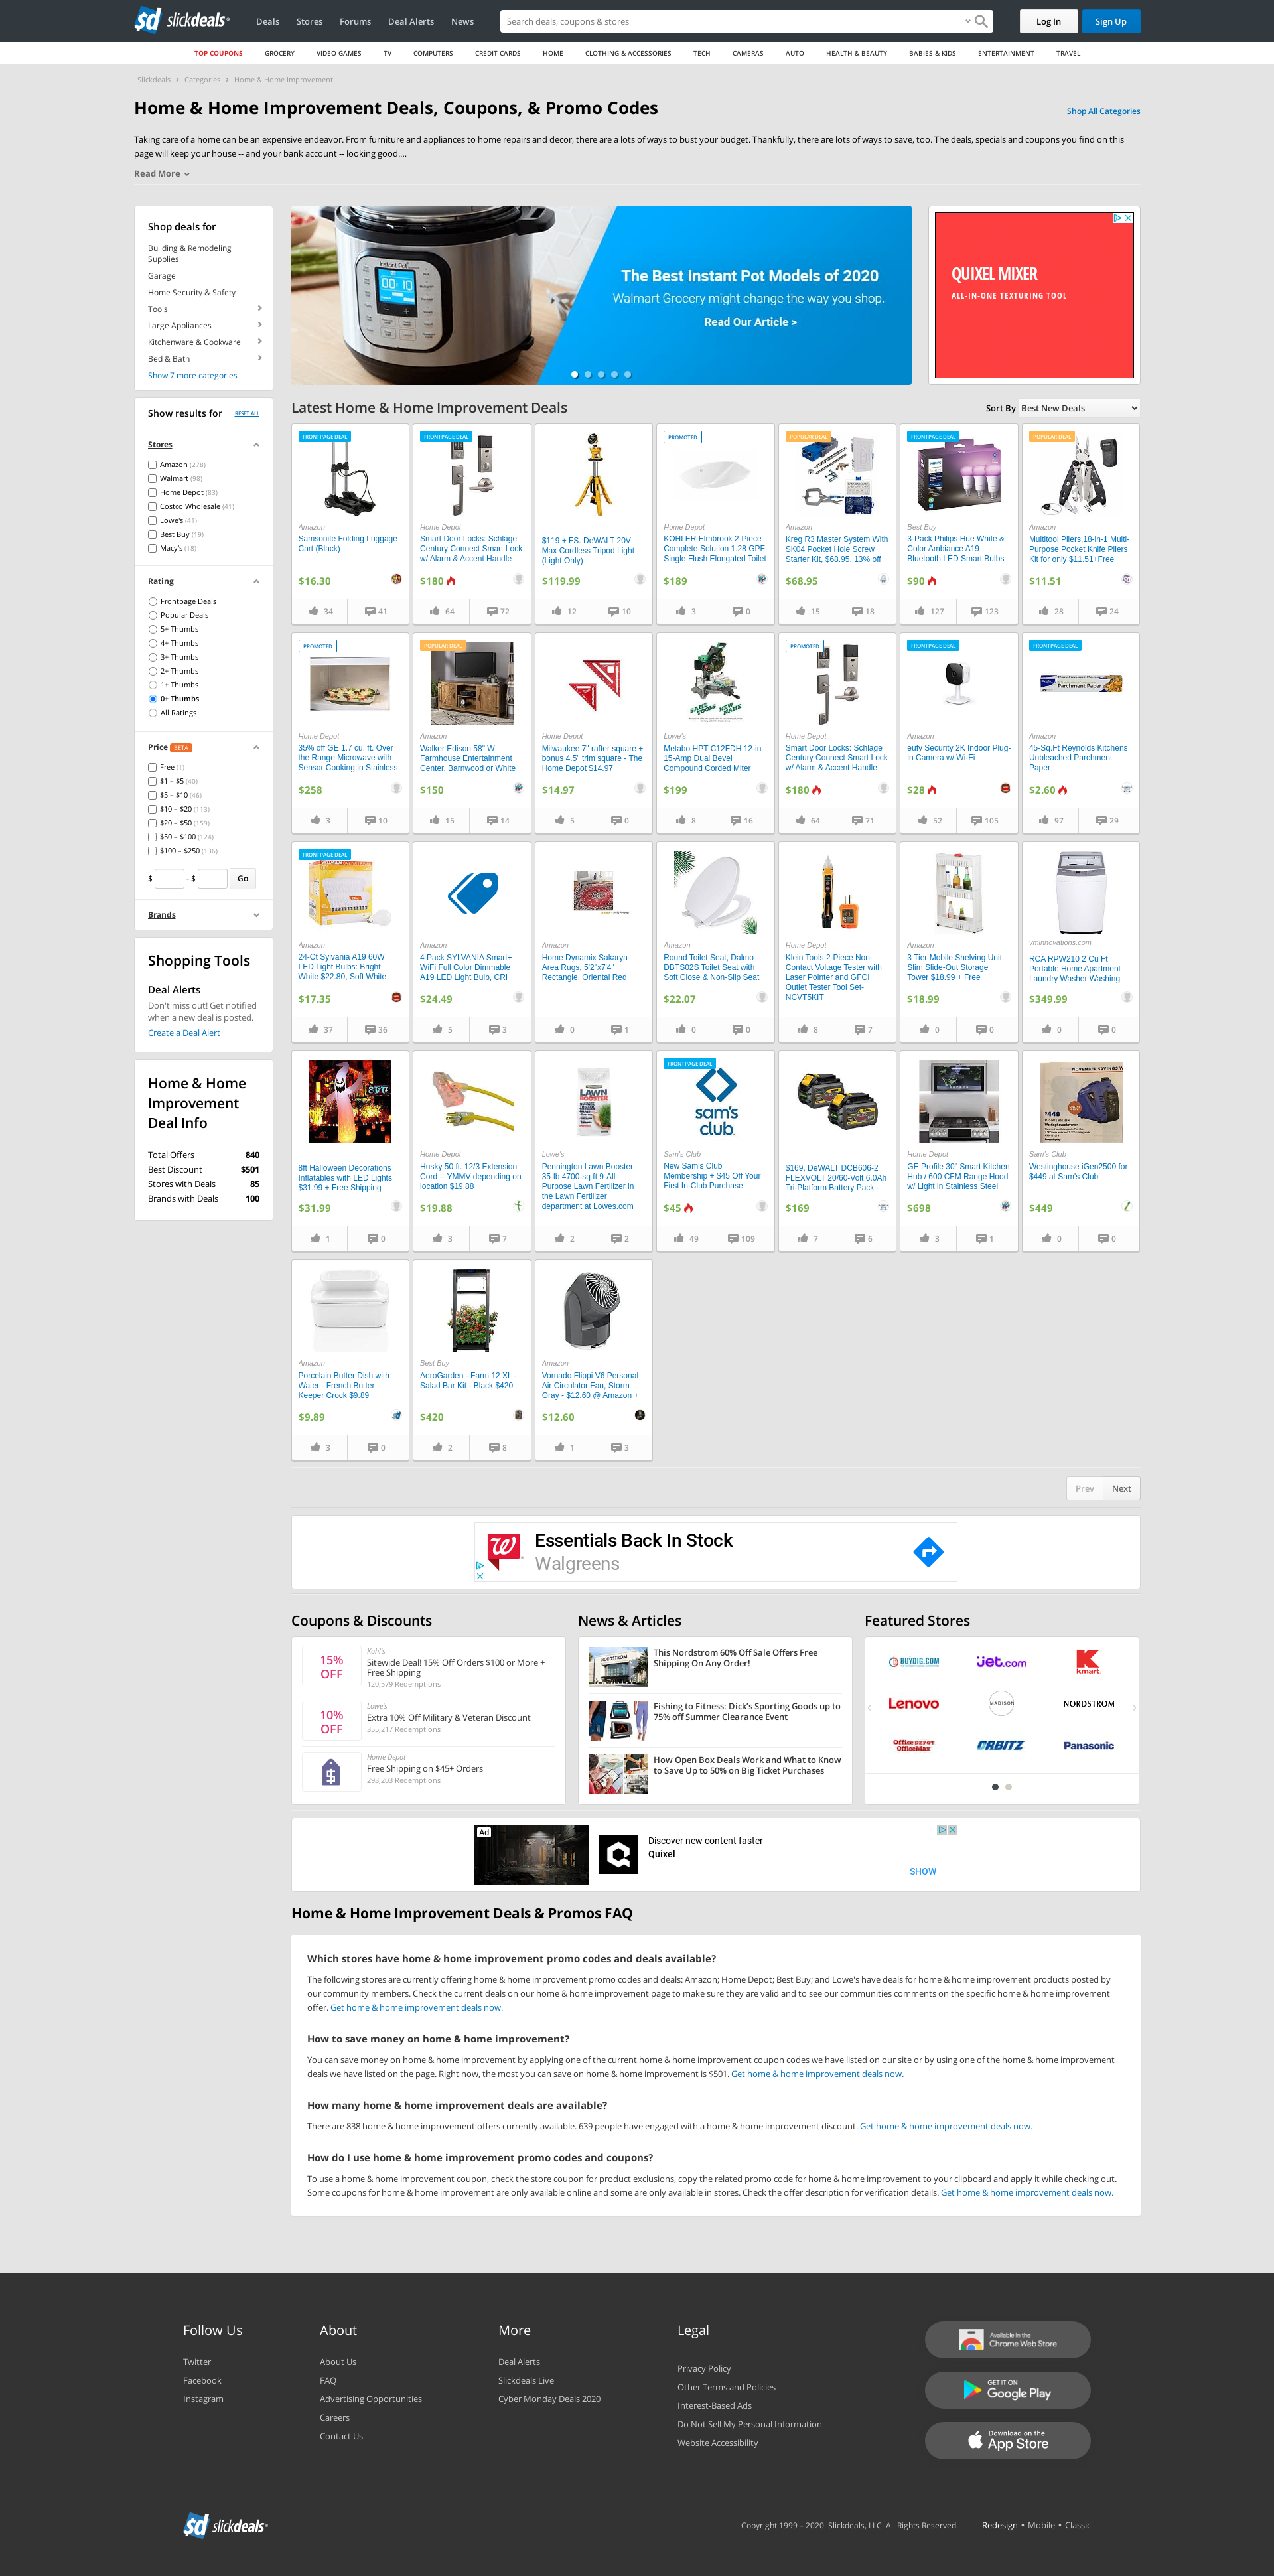 sd slickdeals
Deals
Stores
Forums
Deal Alerts
News
Search deals, coupons & stores
Log In
Sign Up
TOP COUPONS
GROCERY
VIDEO GAMES
TV
COMPUTERS
CREDIT CARDS
HOME
CLOTHING & ACCESSORIES
TECH
CAMERAS
AUTO
HEALTH & BEAUTY
BABIES & KIDS
ENTERTAINMENT
TRAVEL
Slickdeals > Categories > Home & Home Improvement
Home & Home Improvement Deals, Coupons, & Promo Codes
Shop All Categories
Taking care of a home can be an expensive endeavor. From furniture and appliances to home repairs and decor, there are a lot of ways to bust your budget. Thankfully, there are lots of ways to save, too. The deals, specials and coupons you find on this
page will keep your house -- and your bank account -- looking good....
Read More
Shop deals for
Building & Remodeling
Supplies
Garage
Home Security & Safety
Tools
Large Appliances
Kitchenware & Cookware
Bed & Bath
Show 7 more categories
Show results for
RESET ALL
Stores
Amazon (278)
Walmart (98)
Home Depot (83)
Costco Wholesale (41)
Lowe's (41)
Best Buy (19)
Macy's (18)
Rating
Frontpage Deals
Popular Deals
5+ Thumbs
4+ Thumbs
3+ Thumbs
2+ Thumbs
1+ Thumbs
0+ Thumbs
All Ratings
Price BETA
Free (1)
$1 – $5 (40)
$5 – $10 (46)
$10 – $20 (113)
$20 – $50 (159)
$50 – $100 (124)
$100 – $250 (136)
$ - $ Go
Brands
Shopping Tools
Deal Alerts
Don't miss out! Get notified
when a new deal is posted.
Create a Deal Alert
Home & Home
Improvement
Deal Info
Total Offers 840
Best Discount $501
Stores with Deals 85
Brands with Deals 100
Instant Pot
The Best Instant Pot Models of 2020
Walmart Grocery might change the way you shop.
Read Our Article >
QUIXEL MIXER
ALL-IN-ONE TEXTURING TOOL
Latest Home & Home Improvement Deals
Sort By Best New Deals
FRONTPAGE DEAL
Amazon
Samsonite Folding Luggage
Cart (Black)
$16.30
34 41
FRONTPAGE DEAL
Home Depot
Smart Door Locks: Schlage
Century Connect Smart Lock
w/ Alarm & Accent Handle
$180
64 72
$119 + FS. DeWALT 20V
Max Cordless Tripod Light
(Light Only)
$119.99
12 10
PROMOTED
Home Depot
KOHLER Elmbrook 2-Piece
Complete Solution 1.28 GPF
Single Flush Elongated Toilet
$189
3 0
POPULAR DEAL
Amazon
Kreg R3 Master System With
SK04 Pocket Hole Screw
Starter Kit, $68.95, 13% off
$68.95
15 18
FRONTPAGE DEAL
Best Buy
3-Pack Philips Hue White &
Color Ambiance A19
Bluetooth LED Smart Bulbs
$90
127 123
POPULAR DEAL
Amazon
Multitool Pliers,18-in-1 Multi-
Purpose Pocket Knife Pliers
Kit for only $11.51+Free
$11.51
28 24
PROMOTED
Home Depot
35% off GE 1.7 cu. ft. Over
the Range Microwave with
Sensor Cooking in Stainless
$258
3 10
POPULAR DEAL
Amazon
Walker Edison 58" W
Farmhouse Entertainment
Center, Barnwood or White
$150
15 14
Home Depot
Milwaukee 7" rafter square +
bonus 4.5" trim square - The
Home Depot $14.97
$14.97
5 0
SAME TOOLS NEW NAME
Lowe's
Metabo HPT C12FDH 12-in
15-Amp Dual Bevel
Compound Corded Miter
$199
8 16
PROMOTED
Home Depot
Smart Door Locks: Schlage
Century Connect Smart Lock
w/ Alarm & Accent Handle
$180
64 71
FRONTPAGE DEAL
Amazon
eufy Security 2K Indoor Plug-
in Camera w/ Wi-Fi
$28
52 105
FRONTPAGE DEAL
Parchment Paper
Amazon
45-Sq.Ft Reynolds Kitchens
Unbleached Parchment
Paper
$2.60
97 29
FRONTPAGE DEAL
Amazon
24-Ct Sylvania A19 60W
LED Light Bulbs: Bright
White $22.80, Soft White
$17.35
37 36
Amazon
4 Pack SYLVANIA Smart+
WiFi Full Color Dimmable
A19 LED Light Bulb, CRI
$24.49
5 3
Amazon
Home Dynamix Sakarya
Area Rugs, 5'2"x7'4"
Rectangle, Oriental Red
0 1
Amazon
Round Toilet Seat, Dalmo
DBTS02S Toilet Seat with
Soft Close & Non-Slip Seat
$22.07
0 0
Home Depot
Klein Tools 2-Piece Non-
Contact Voltage Tester with
Laser Pointer and GFCI
Outlet Tester Tool Set-
NCVT5KIT
8 7
Amazon
3 Tier Mobile Shelving Unit
Slim Slide-Out Storage
Tower $18.99 + Free
$18.99
0 0
vminnovations.com
RCA RPW210 2 Cu Ft
Portable Home Apartment
Laundry Washer Washing
$349.99
0 0
8FT
8ft Halloween Decorations
Inflatables with LED Lights
$31.99 + Free Shipping
$31.99
1 0
Home Depot
Husky 50 ft. 12/3 Extension
Cord -- YMMV depending on
location $19.88
$19.88
3 7
LAWN BOOSTER
Lowe's
Pennington Lawn Booster
35-lb 4700-sq ft 9-All-
Purpose Lawn Fertilizer in
the Lawn Fertilizer
department at Lowes.com
2 2
FRONTPAGE DEAL
sam's club
Sam's Club
New Sam's Club
Membership + $45 Off Your
First In-Club Purchase
$45
49 109
$169, DeWALT DCB606-2
FLEXVOLT 20/60-Volt 6.0Ah
Tri-Platform Battery Pack -
$169
7 6
Home Depot
GE Profile 30" Smart Kitchen
Hub / 600 CFM Range Hood
w/ Light in Stainless Steel
$698
3 1
NOVEMBER SAVINGS
$449
Sam's Club
Westinghouse iGen2500 for
$449 at Sam's Club
$449
0 0
Amazon
Porcelain Butter Dish with
Water - French Butter
Keeper Crock $9.89
$9.89
3 0
Best Buy
AeroGarden - Farm 12 XL -
Salad Bar Kit - Black $420
$420
2 8
Amazon
Vornado Flippi V6 Personal
Air Circulator Fan, Storm
Gray - $12.60 @ Amazon +
$12.60
1 3
Prev
Next
Essentials Back In Stock
Walgreens
Coupons & Discounts
15% OFF
Kohl's
Sitewide Deal! 15% Off Orders $100 or More +
Free Shipping
120,579 Redemptions
10% OFF
Lowe's
Extra 10% Off Military & Veteran Discount
355,217 Redemptions
Home Depot
Free Shipping on $45+ Orders
293,203 Redemptions
News & Articles
NORDSTROM
This Nordstrom 60% Off Sale Offers Free
Shipping On Any Order!
Fishing to Fitness: Dick's Sporting Goods up to
75% off Summer Clearance Event
How Open Box Deals Work and What to Know
to Save Up to 50% on Big Ticket Purchases
Featured Stores
BUYDIG.COM
jet.com
kmart
Lenovo
MADISON
NORDSTROM
Office DEPOT
OfficeMax
ORBITZ
Panasonic
Ad
Discover new content faster
Quixel
SHOW
Home & Home Improvement Deals & Promos FAQ
Which stores have home & home improvement promo codes and deals available?
The following stores are currently offering home & home improvement promo codes and deals: Amazon; Home Depot; Best Buy; and Lowe's have deals for home & home improvement products posted by
our community members. Check the current deals on our home & home improvement page to make sure they are valid and to see our communities comments on the specific home & home improvement
offer. Get home & home improvement deals now.
How to save money on home & home improvement?
You can save money on home & home improvement by applying one of the current home & home improvement coupon codes we have listed on our site or by using one of the home & home improvement
deals we have listed on the page. Right now, the most you can save on home & home improvement is $501. Get home & home improvement deals now.
How many home & home improvement deals are available?
There are 838 home & home improvement offers currently available. 639 people have engaged with a home & home improvement discount. Get home & home improvement deals now.
How do I use home & home improvement promo codes and coupons?
To use a home & home improvement coupon, check the store coupon for product exclusions, copy the related promo code for home & home improvement to your clipboard and apply it while checking out.
Some coupons for home & home improvement are only available online and some are only available in stores. Check the offer description for verification details. Get home & home improvement deals now.
Follow Us
Twitter
Facebook
Instagram
About
About Us
FAQ
Advertising Opportunities
Careers
Contact Us
More
Deal Alerts
Slickdeals Live
Cyber Monday Deals 2020
Legal
Privacy Policy
Other Terms and Policies
Interest-Based Ads
Do Not Sell My Personal Information
Website Accessibility
Available in the
Chrome Web Store
GET IT ON
Google Play
Download on the
App Store
sd slickdeals
Copyright 1999 – 2020. Slickdeals, LLC. All Rights Reserved.
Redesign • Mobile • Classic